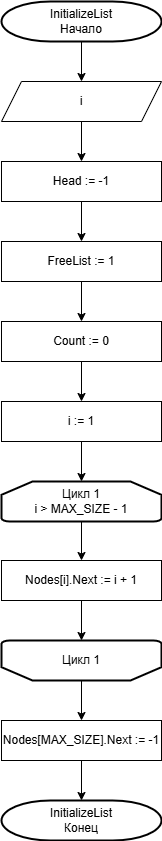 InitializeList
Начало
i
Head := -1
FreeList := 1
Count := 0
i := 1
Цикл 1
i > MAX_SIZE - 1
Nodes[i].Next := i + 1
Цикл 1
Nodes[MAX_SIZE].Next := -1
InitializeList
Конец